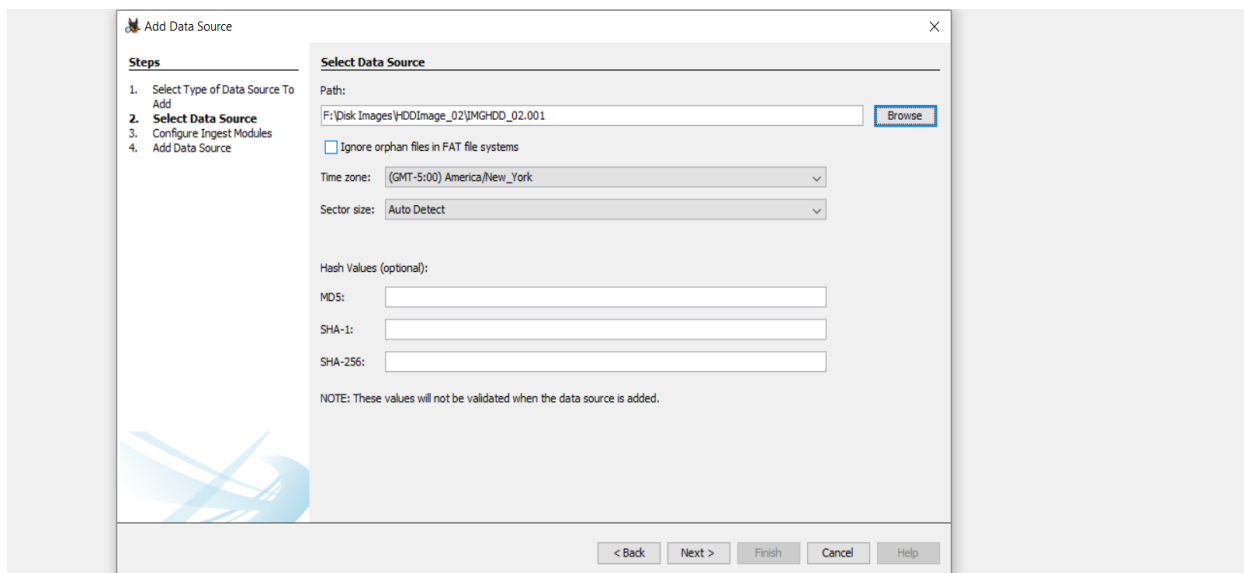 Add Data Source
Steps
1. Select Type of Data Source To
Add
2. Select Data Source
3. Configure Ingest Modules
4. Add Data Source
Select Data Source
Path:
F:\Disk Images\HDDImage_02\IMGHDD_02.001
Browse
Ignore orphan files in FAT file systems
Time zone: (GMT-5:00) America/New_York
Sector size: Auto Detect
Hash Values (optional):
MD5:
SHA-1:
SHA-256:
NOTE: These values will not be validated when the data source is added.
< Back Next > Finish Cancel Help